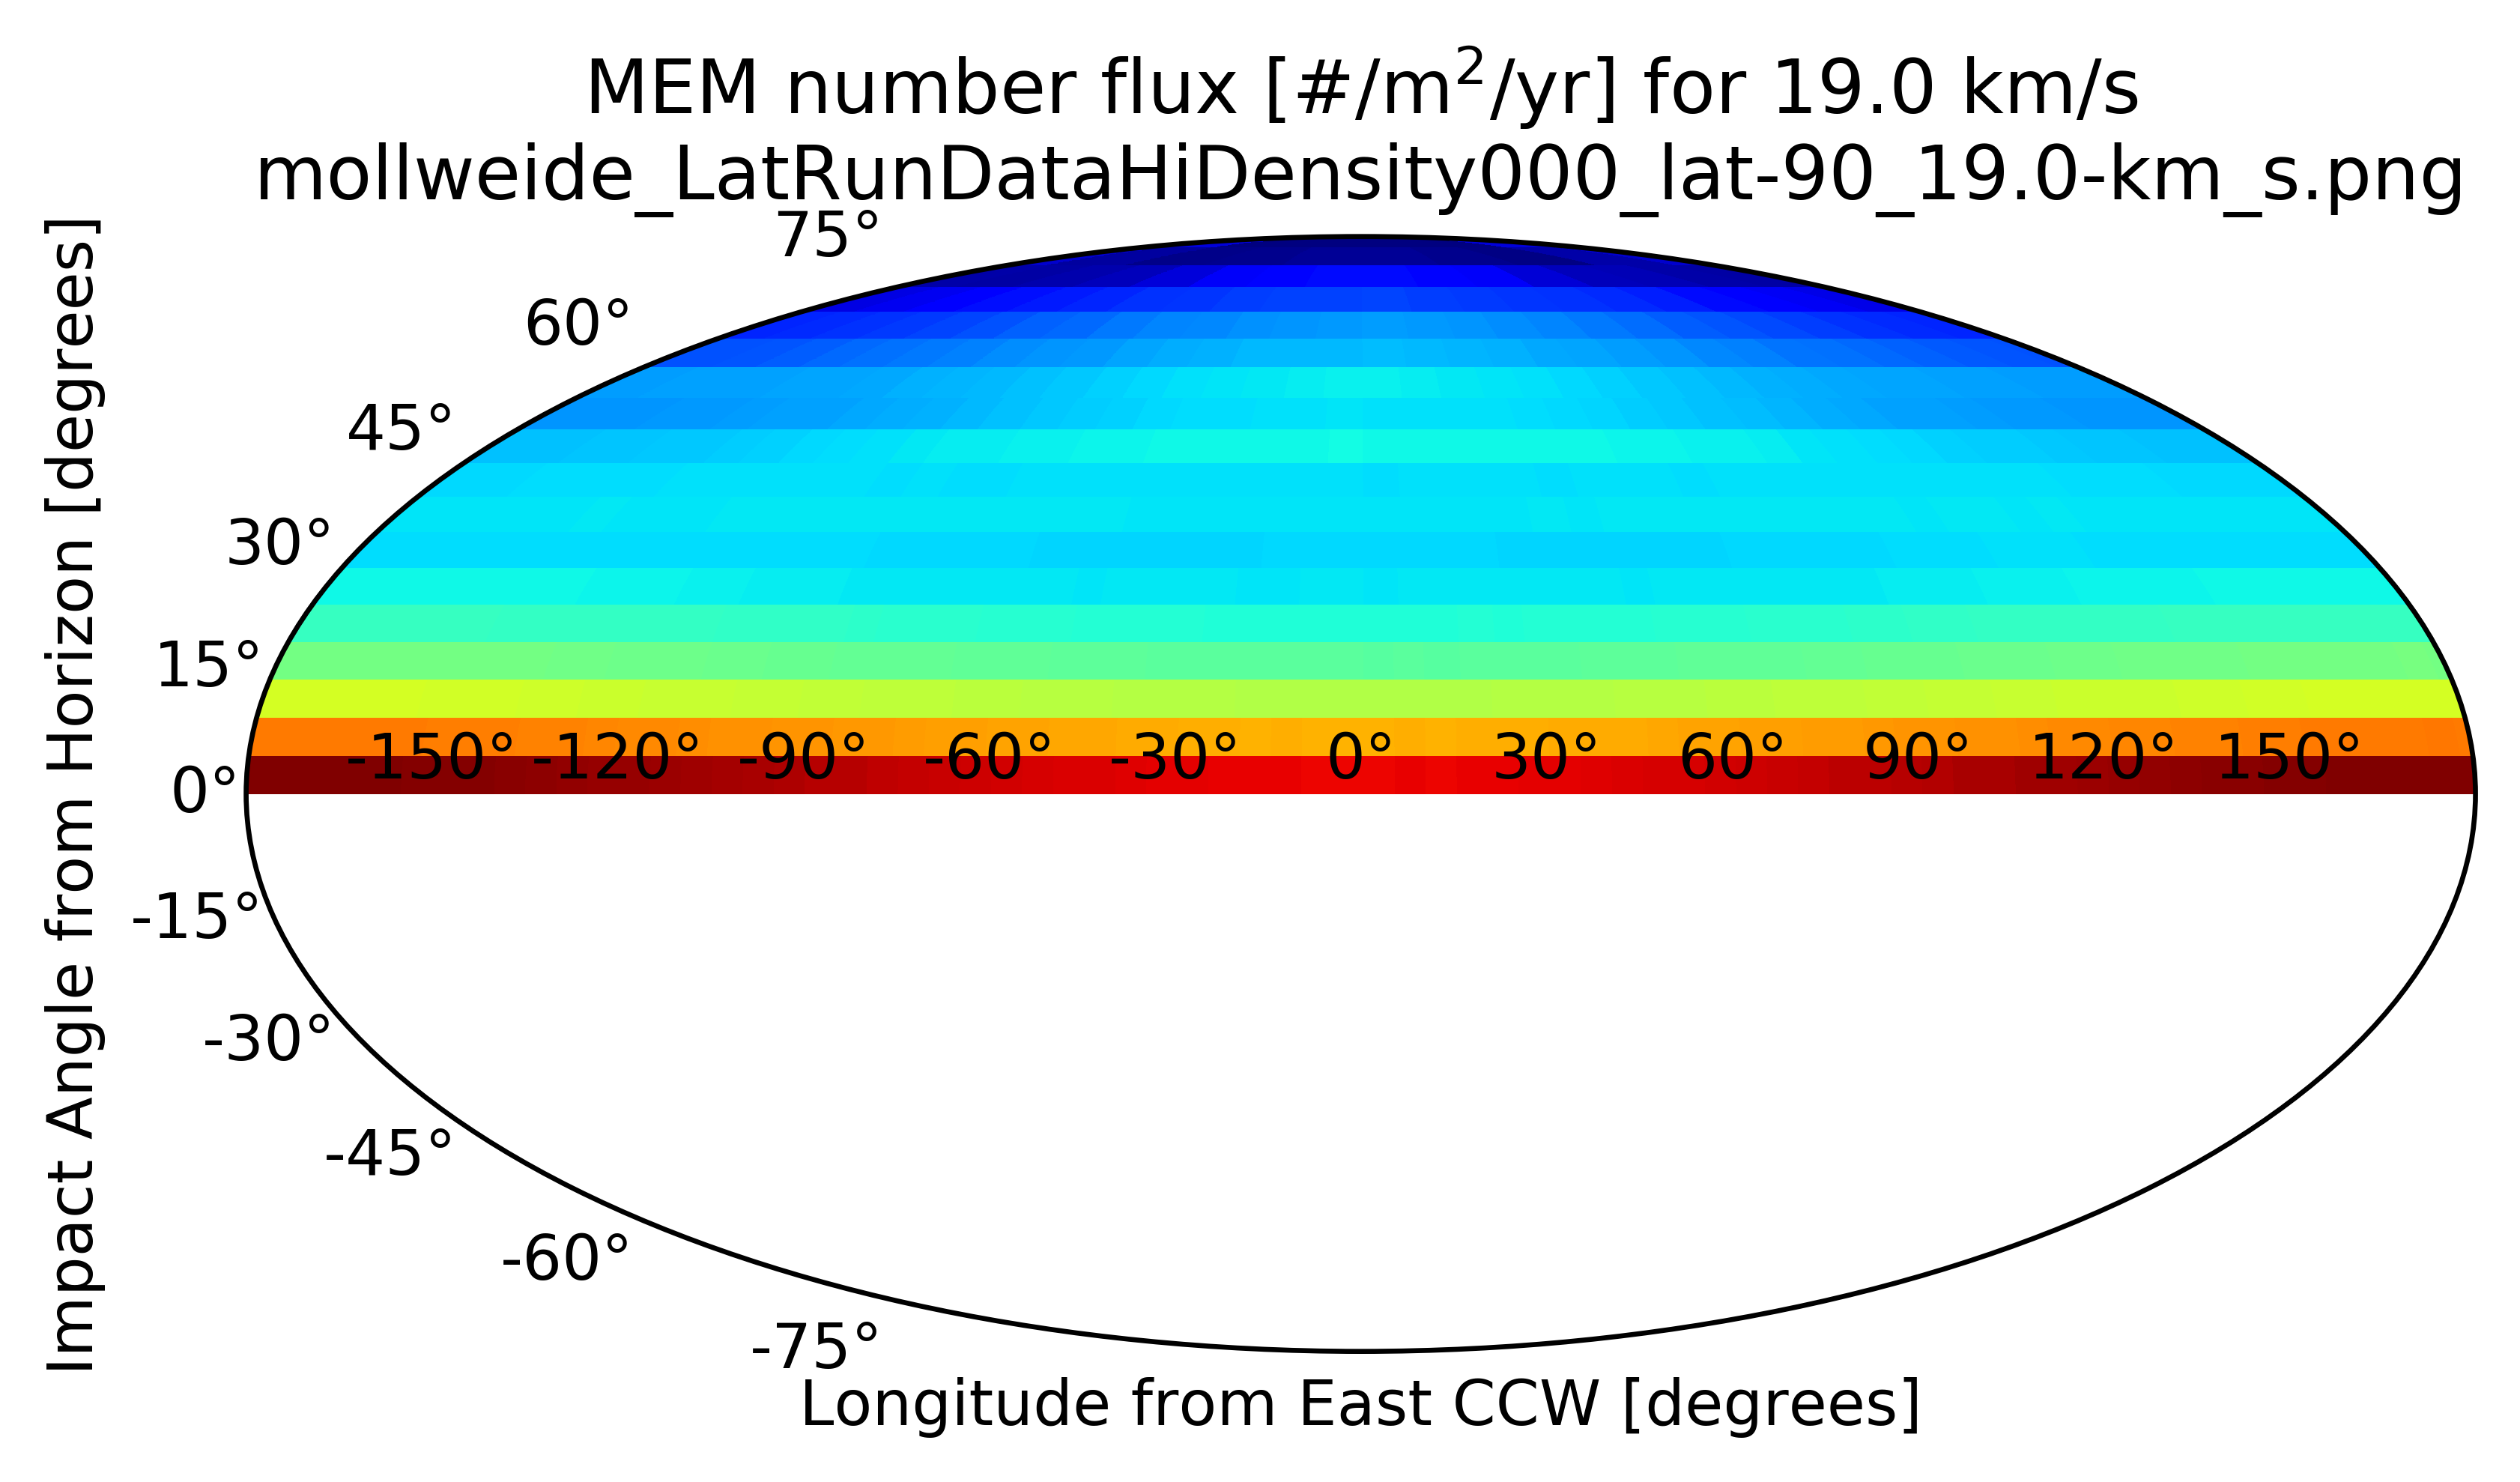 MEM number flux [#/m²/yr] for 19.0 km/s
mollweide_LatRunDataHiDensity000_lat-90_19.0-km_s.png
Impact Angle from Horizon [degrees]
75°
60°
45°
30°
15°
-150° -120° -90° -60° -30° 0° 30° 60° 90° 120° 150°
0°
-15°
-30°
-45°
-60°
-75°
Longitude from East CCW [degrees]